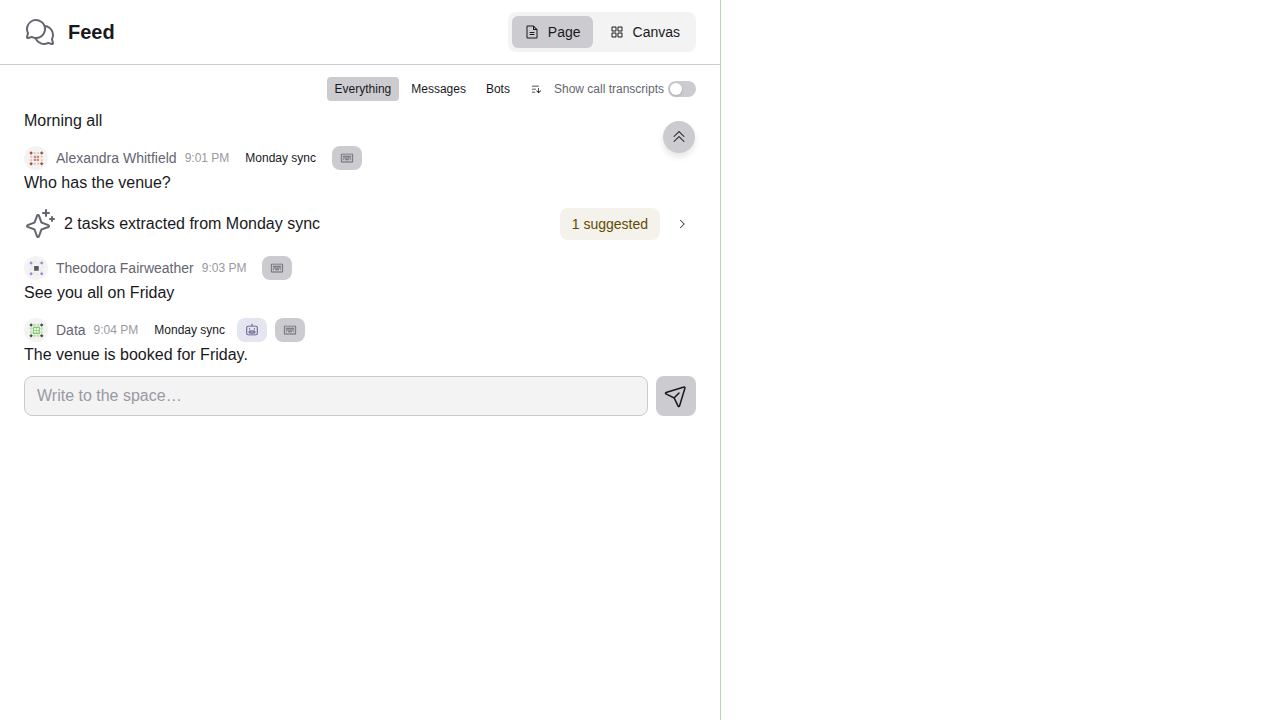 Feed
Page
Canvas
Everything
Messages
Bots
Show call transcripts
Morning all
Alexandra Whitfield 9:01 PM Monday sync
Who has the venue?
2 tasks extracted from Monday sync
1 suggested
Theodora Fairweather 9:03 PM
See you all on Friday
Data 9:04 PM Monday sync
The venue is booked for Friday.
Write to the space…